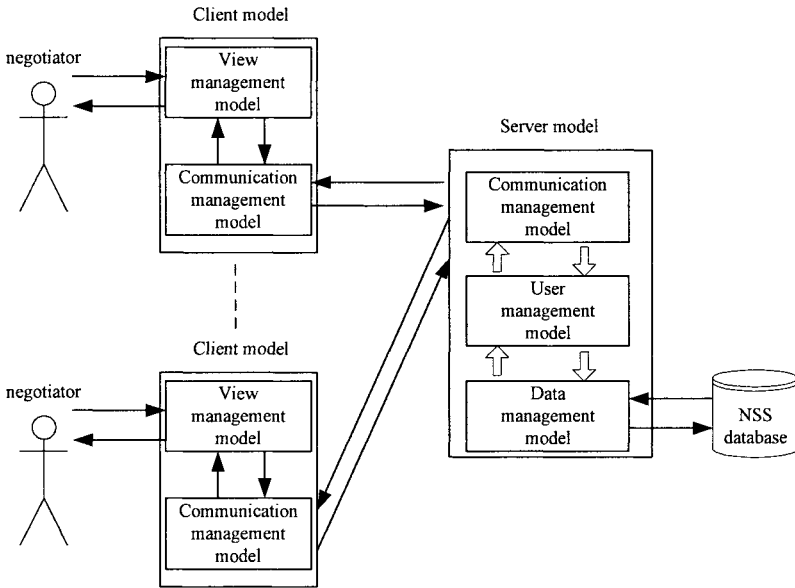 Client model
negotiator
View
management
model
Communication
management
model
Server model
Communication
management
model
User
management
model
Data
management
model
NSS
database
Client model
negotiator
View
management
model
Communication
management
model